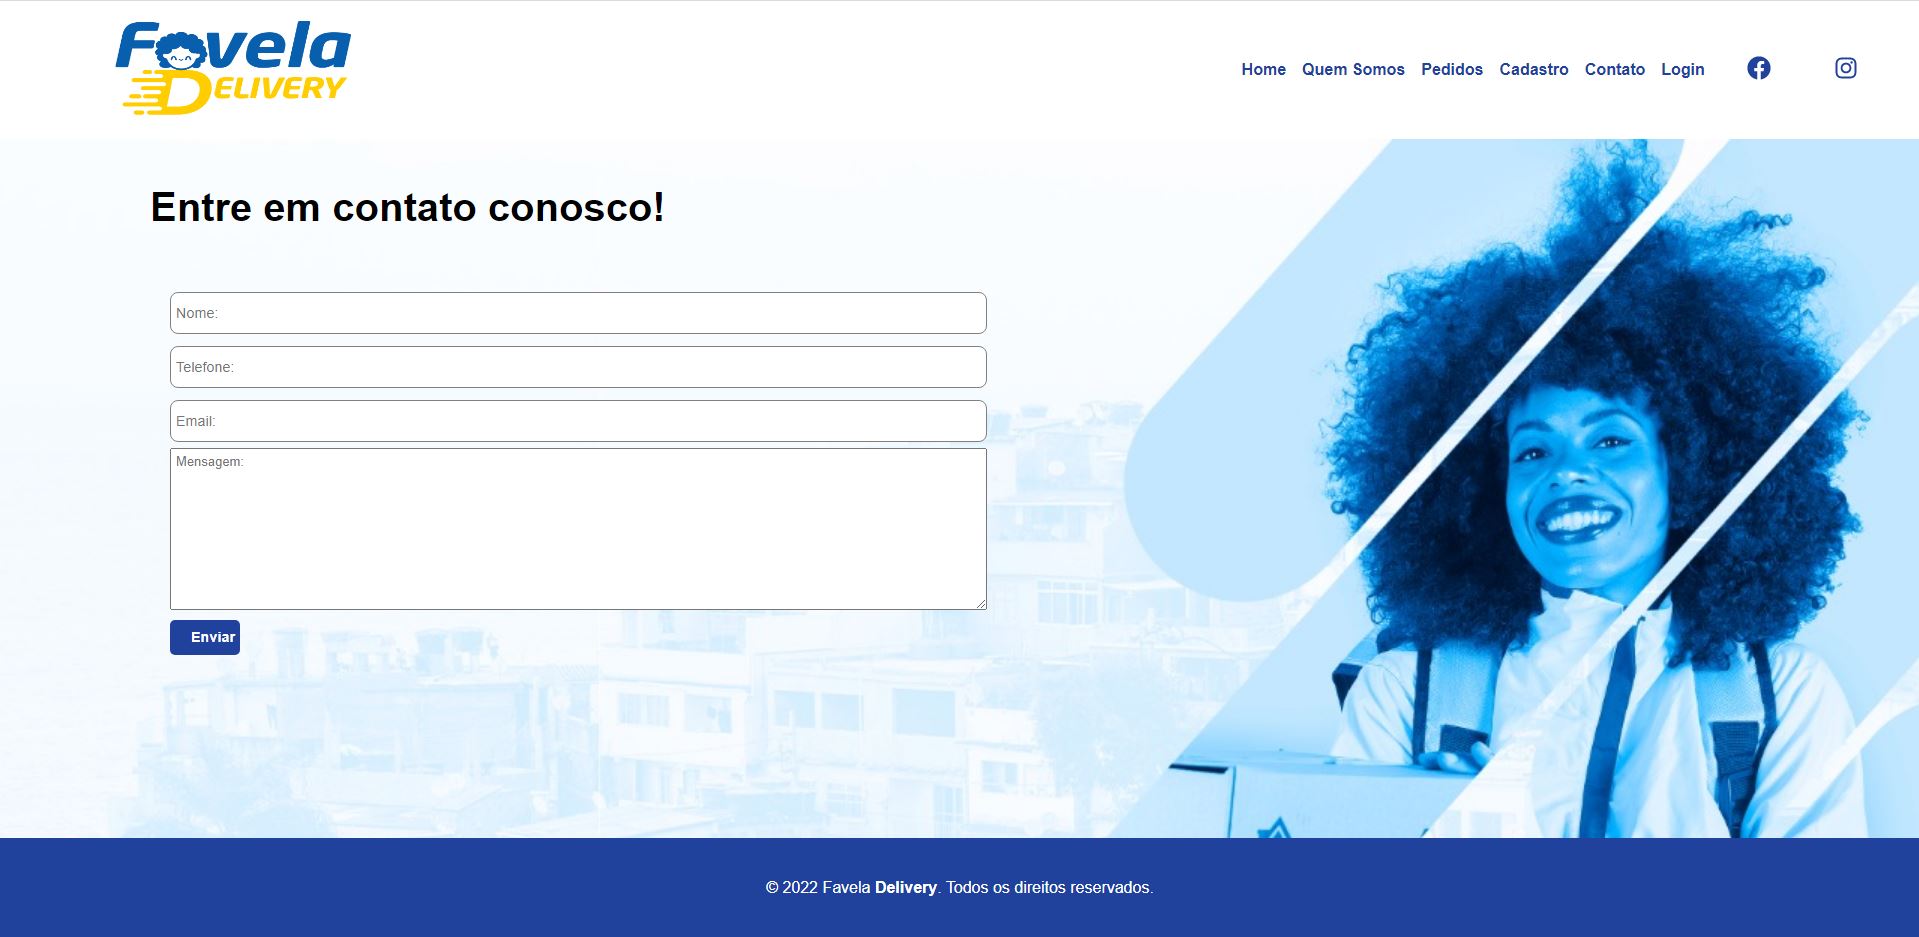 Favela
DELIVERY
Home Quem Somos Pedidos Cadastro Contato Login
Entre em contato conosco!
Nome:
Telefone:
Email:
Mensagem:
Enviar
© 2022 Favela Delivery. Todos os direitos reservados.